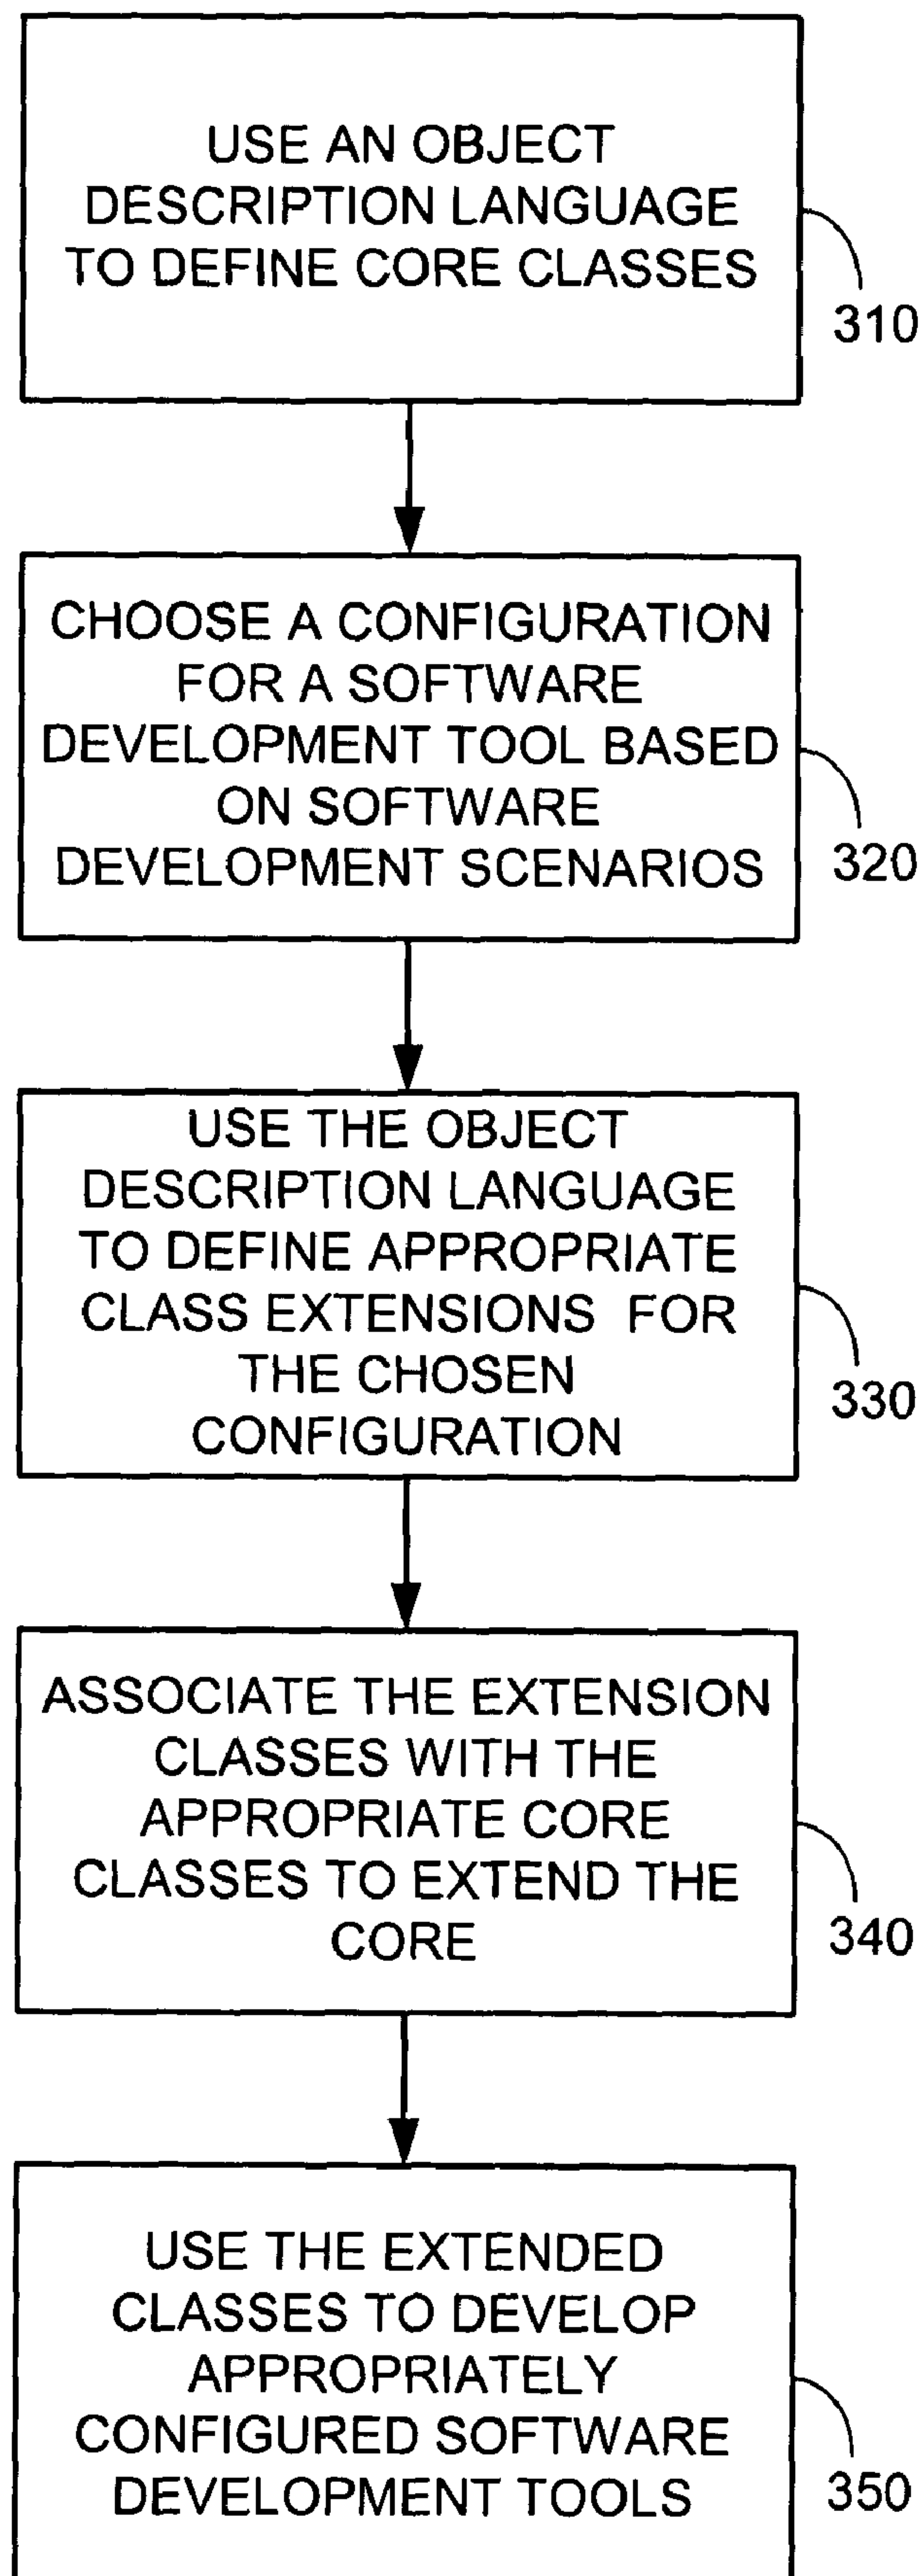 USE AN OBJECT
DESCRIPTION LANGUAGE
TO DEFINE CORE CLASSES
310
CHOOSE A CONFIGURATION
FOR A SOFTWARE
DEVELOPMENT TOOL BASED
ON SOFTWARE
DEVELOPMENT SCENARIOS
320
USE THE OBJECT
DESCRIPTION LANGUAGE
TO DEFINE APPROPRIATE
CLASS EXTENSIONS FOR
THE CHOSEN
CONFIGURATION
330
ASSOCIATE THE EXTENSION
CLASSES WITH THE
APPROPRIATE CORE
CLASSES TO EXTEND THE
CORE
340
USE THE EXTENDED
CLASSES TO DEVELOP
APPROPRIATELY
CONFIGURED SOFTWARE
DEVELOPMENT TOOLS
350